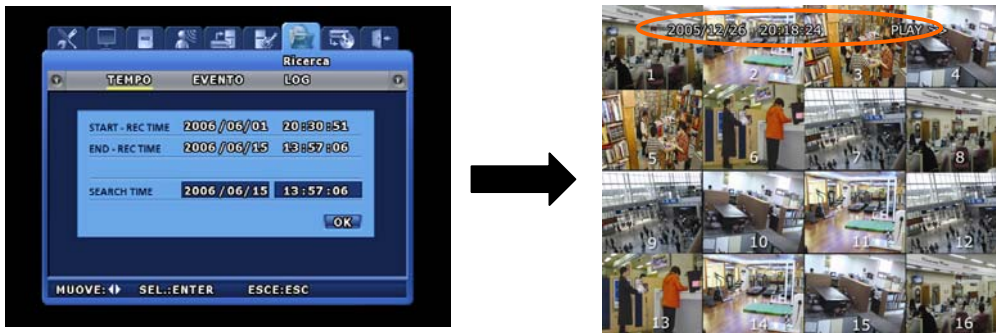 Ricerca
TEMPO EVENTO LOG
START - REC TIME 2006/06/01 20:30:51
END - REC TIME 2006/06/15 13:57:06
SEARCH TIME 2006/06/15 13:57:06
OK
MUOVE: SEL.:ENTER ESCE:ESC
2005/12/26 20:18:24 PLAY >
1 2 3 4
5 6 7 8
9 10 11 12
13 14 15 16